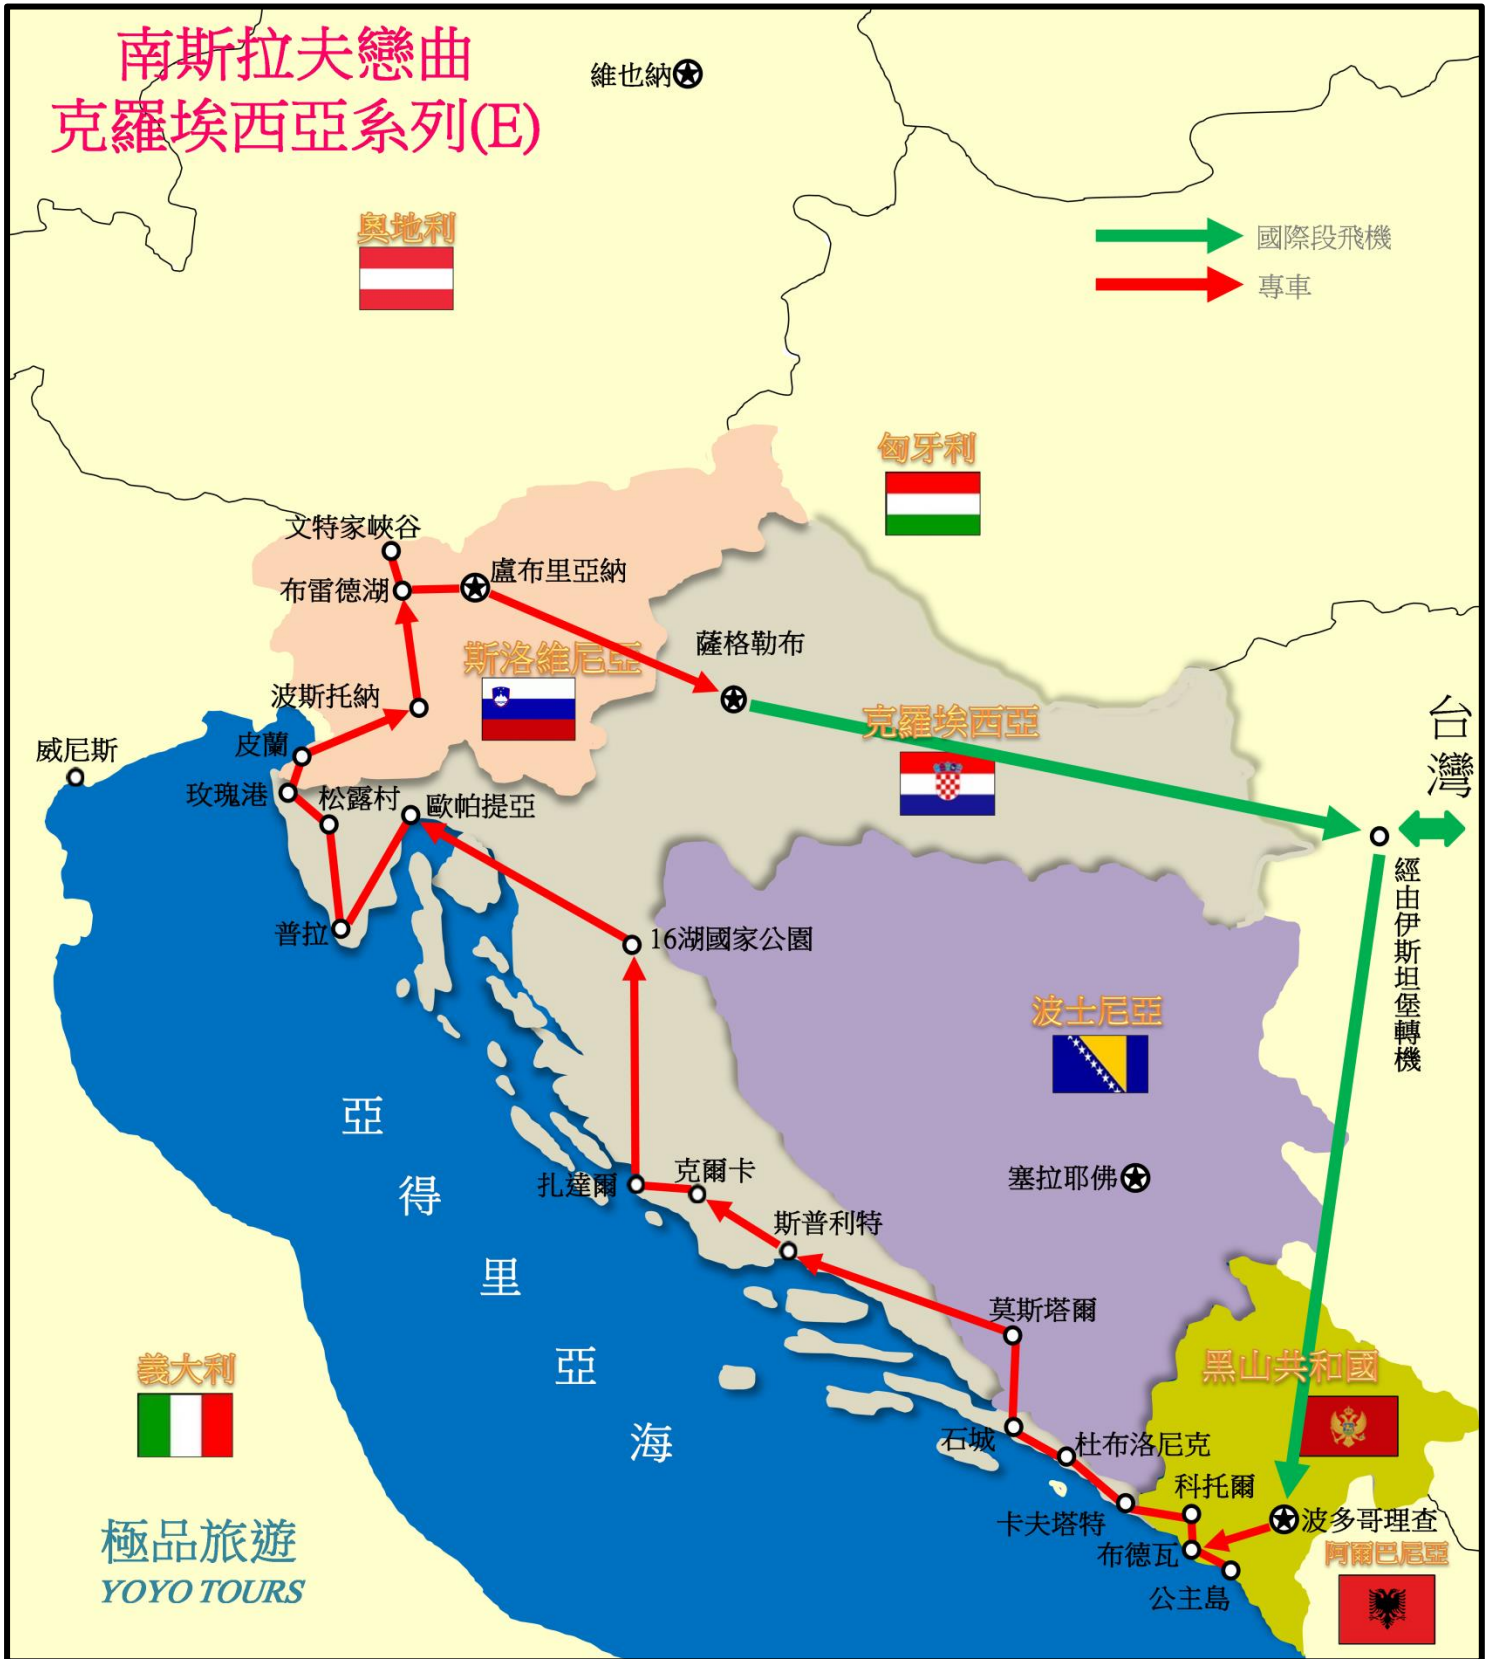 南斯拉夫戀曲
克羅埃西亞系列(E)
維也納
奧地利
國際段飛機
專車
匈牙利
文特家峽谷
布雷德湖
盧布里亞納
斯洛維尼亞
薩格勒布
波斯托納
克羅埃西亞
台灣
皮蘭
威尼斯
玫瑰港
松露村
歐帕提亞
經由伊斯坦堡轉機
普拉
16湖國家公園
波士尼亞
亞得里亞海
塞拉耶佛
扎達爾
克爾卡
斯普利特
莫斯塔爾
義大利
黑山共和國
石城
杜布洛尼克
科托爾
卡夫塔特
波多哥理查
布德瓦
阿爾巴尼亞
公主島
極品旅遊
YOYO TOURS